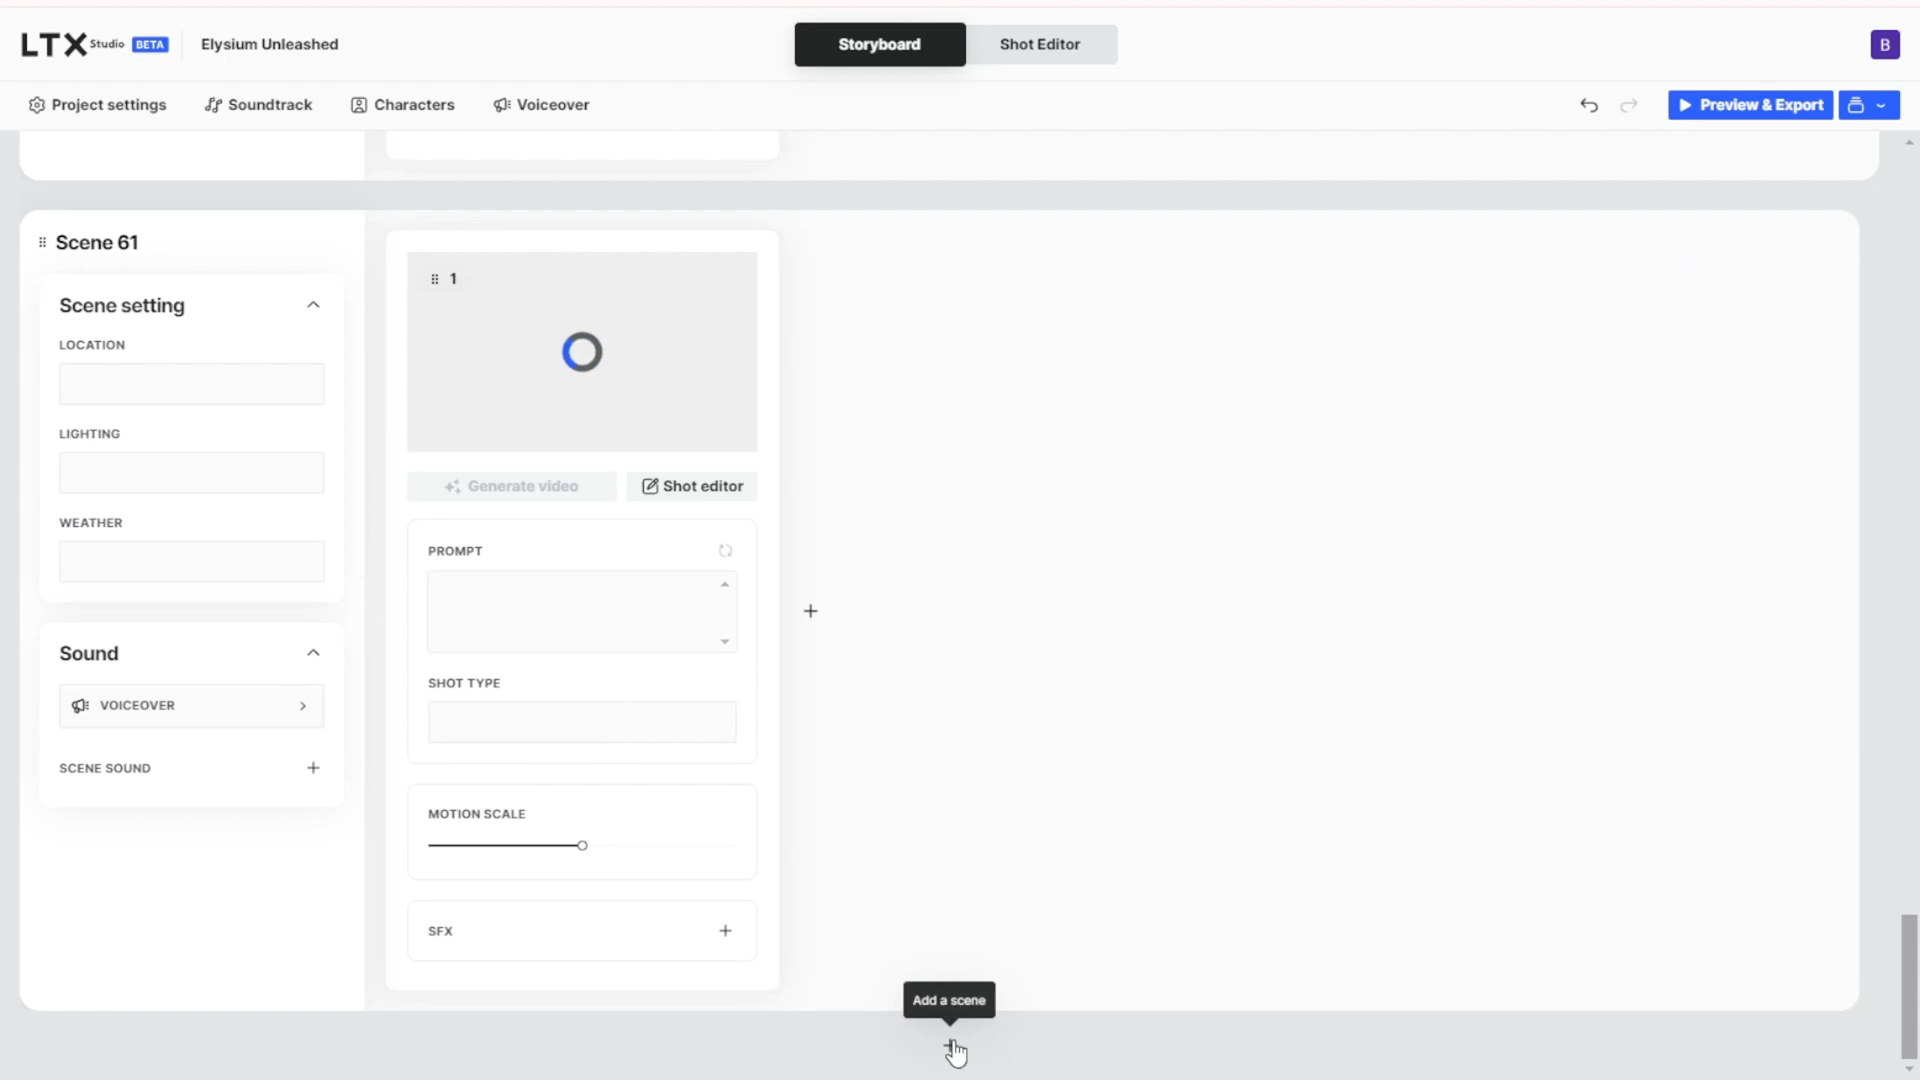 LTX Studio BETA
Elysium Unleashed
Storyboard
Shot Editor
B
Project settings
Soundtrack
Characters
Voiceover
Preview & Export
Scene 61
Scene setting
LOCATION
LIGHTING
WEATHER
Sound
VOICEOVER
SCENE SOUND
1
Generate video
Shot editor
PROMPT
SHOT TYPE
MOTION SCALE
SFX
Add a scene